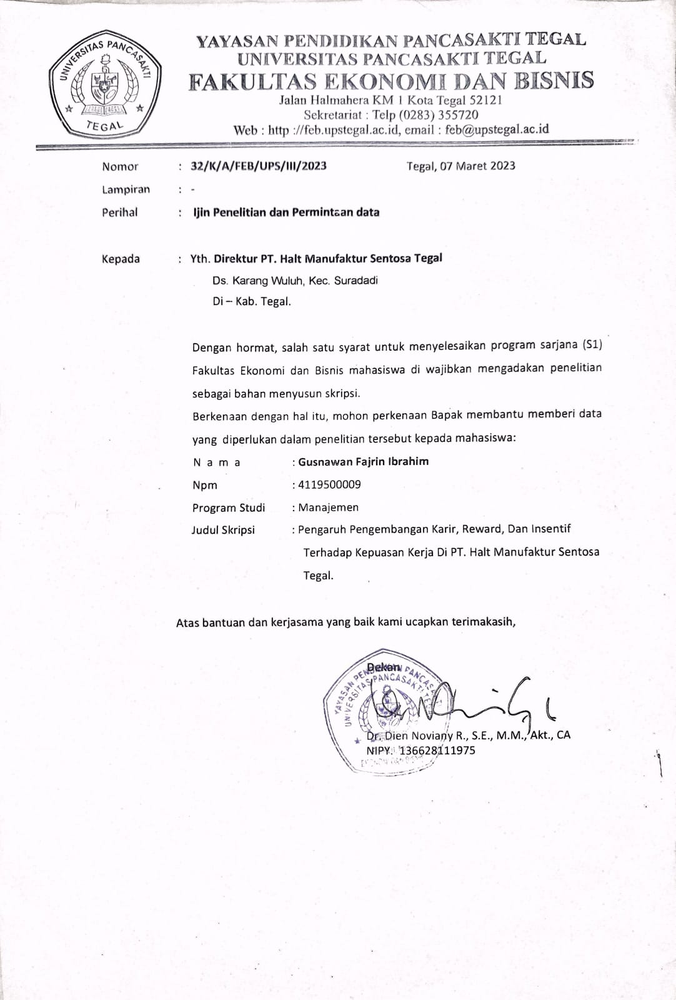 UNIVERSITAS PANCASAKTI
TEGAL
YAYASAN PENDIDIKAN PANCASAKTI TEGAL
UNIVERSITAS PANCASAKTI TEGAL
FAKULTAS EKONOMI DAN BISNIS
Jalan Halmahera KM 1 Kota Tegal 52121
Sekretariat : Telp (0283) 355720
Web : http ://feb.upstegal.ac.id, email : feb@upstegal.ac.id
Nomor : 32/K/A/FEB/UPS/III/2023 Tegal, 07 Maret 2023
Lampiran : -
Perihal : Ijin Penelitian dan Permintaan data
Kepada : Yth. Direktur PT. Halt Manufaktur Sentosa Tegal
Ds. Karang Wuluh, Kec. Suradadi
Di – Kab. Tegal.
Dengan hormat, salah satu syarat untuk menyelesaikan program sarjana (S1)
Fakultas Ekonomi dan Bisnis mahasiswa di wajibkan mengadakan penelitian
sebagai bahan menyusun skripsi.
Berkenaan dengan hal itu, mohon perkenaan Bapak membantu memberi data
yang diperlukan dalam penelitian tersebut kepada mahasiswa:
N a m a : Gusnawan Fajrin Ibrahim
Npm : 4119500009
Program Studi : Manajemen
Judul Skripsi : Pengaruh Pengembangan Karir, Reward, Dan Insentif
Terhadap Kepuasan Kerja Di PT. Halt Manufaktur Sentosa
Tegal.
Atas bantuan dan kerjasama yang baik kami ucapkan terimakasih,
Dekan
YAYASAN PENDIDIKAN PANCASAKTI
UNIVERSITAS PANCASAKTI TEGAL
Dr. Dien Noviany R., S.E., M.M., Akt., CA
NIPY. 136628111975
EKONOMI DAN BISNIS